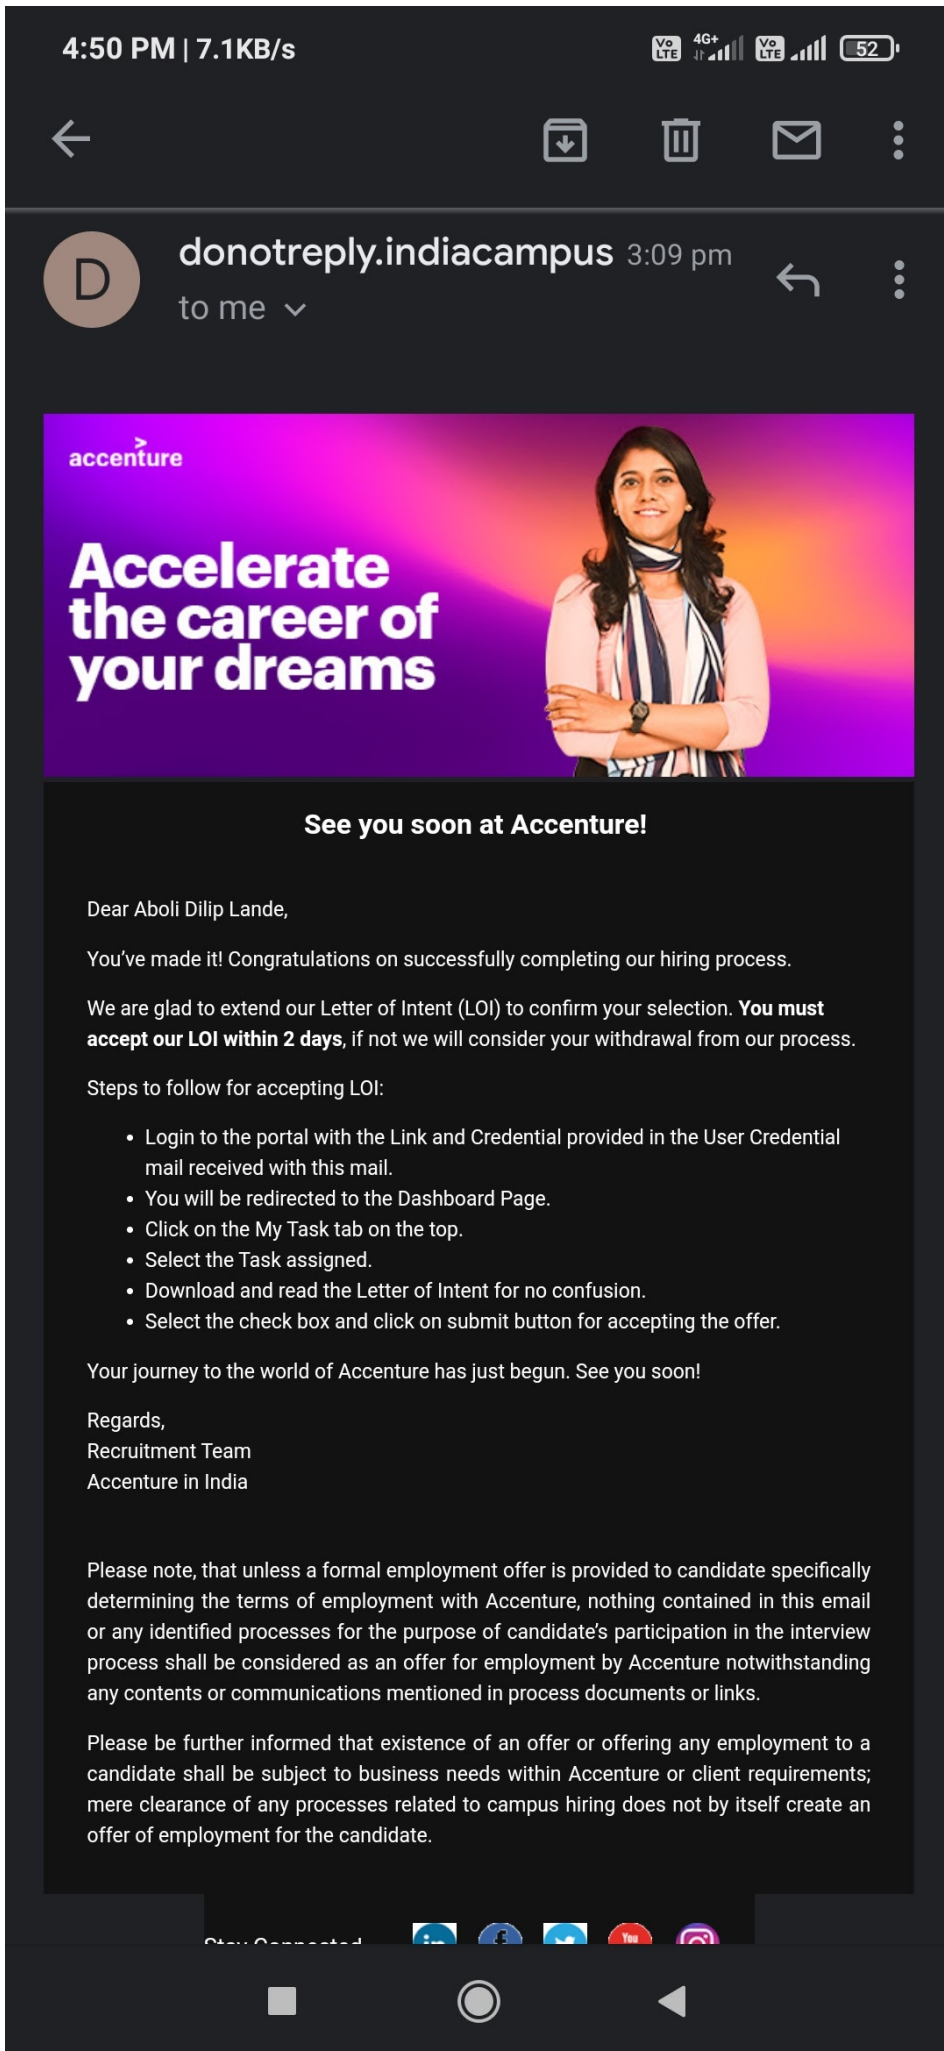 4:50 PM | 7.1KB/s
Vo LTE 4G+ Vo LTE 52
donotreply.indiacampus 3:09 pm
D
to me
accenture
Accelerate
the career of
your dreams
See you soon at Accenture!
Dear Aboli Dilip Lande,
You've made it! Congratulations on successfully completing our hiring process.
We are glad to extend our Letter of Intent (LOI) to confirm your selection. You must
accept our LOI within 2 days, if not we will consider your withdrawal from our process.
Steps to follow for accepting LOI:
• Login to the portal with the Link and Credential provided in the User Credential
mail received with this mail.
• You will be redirected to the Dashboard Page.
• Click on the My Task tab on the top.
• Select the Task assigned.
• Download and read the Letter of Intent for no confusion.
• Select the check box and click on submit button for accepting the offer.
Your journey to the world of Accenture has just begun. See you soon!
Regards,
Recruitment Team
Accenture in India
Please note, that unless a formal employment offer is provided to candidate specifically
determining the terms of employment with Accenture, nothing contained in this email
or any identified processes for the purpose of candidate's participation in the interview
process shall be considered as an offer for employment by Accenture notwithstanding
any contents or communications mentioned in process documents or links.
Please be further informed that existence of an offer or offering any employment to a
candidate shall be subject to business needs within Accenture or client requirements;
mere clearance of any processes related to campus hiring does not by itself create an
offer of employment for the candidate.
Stay Connected in f You